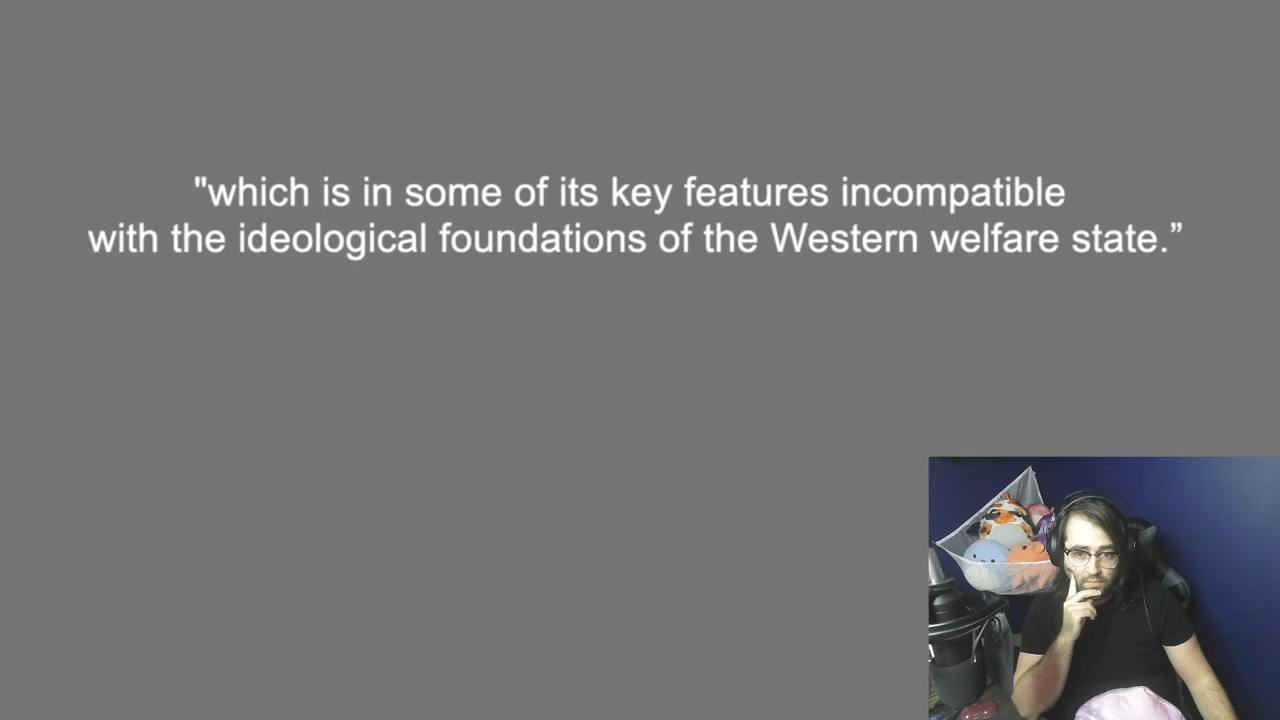 "which is in some of its key features incompatible
with the ideological foundations of the Western welfare state.”